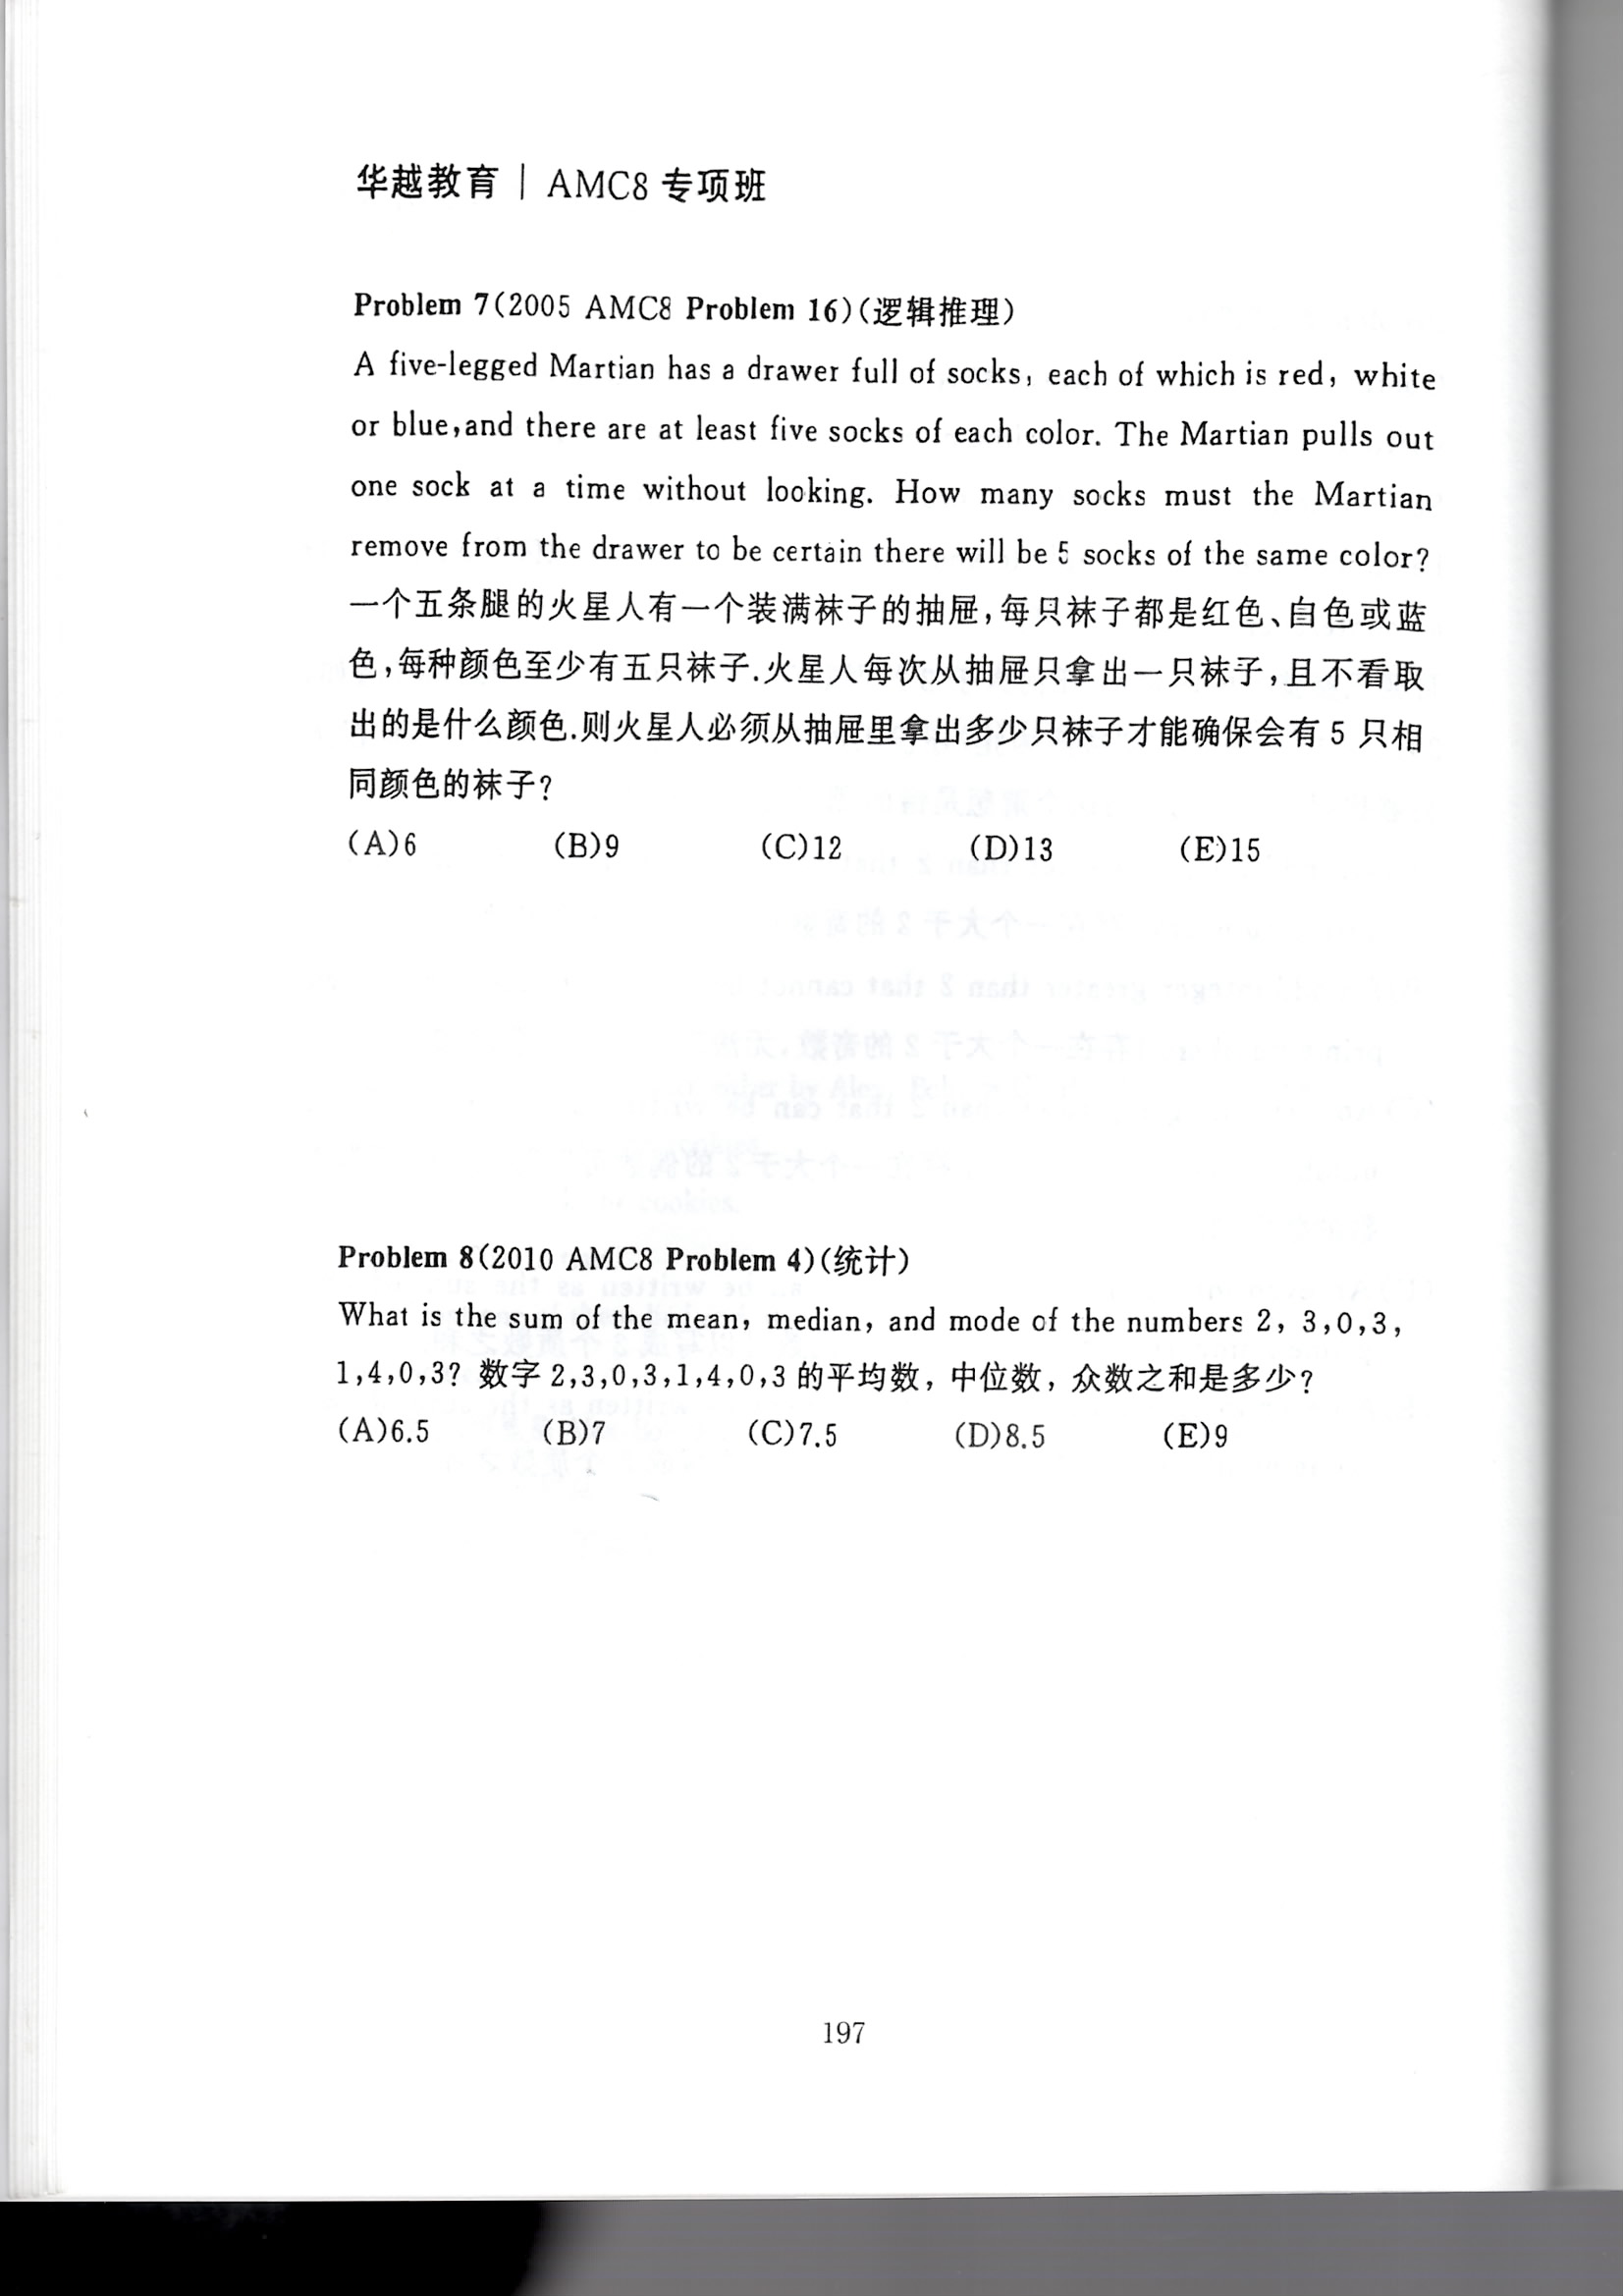 华越教育 | AMC8 专项班
Problem 7(2005 AMC8 Problem 16)(逻辑推理)
A five-legged Martian has a drawer full of socks, each of which is red, white
or blue,and there are at least five socks of each color. The Martian pulls out
one sock at a time without looking. How many socks must the Martian
remove from the drawer to be certain there will be 5 socks of the same color?
一个五条腿的火星人有一个装满袜子的抽屉,每只袜子都是红色、白色或蓝
色,每种颜色至少有五只袜子.火星人每次从抽屉只拿出一只袜子,且不看取
出的是什么颜色.则火星人必须从抽屉里拿出多少只袜子才能确保会有 5 只相
同颜色的袜子?
(A)6 (B)9 (C)12 (D)13 (E)15
Problem 8(2010 AMC8 Problem 4)(统计)
What is the sum of the mean, median, and mode of the numbers 2, 3,0,3,
1,4,0,3? 数字 2,3,0,3,1,4,0,3 的平均数, 中位数, 众数之和是多少?
(A)6.5 (B)7 (C)7.5 (D)8.5 (E)9
197